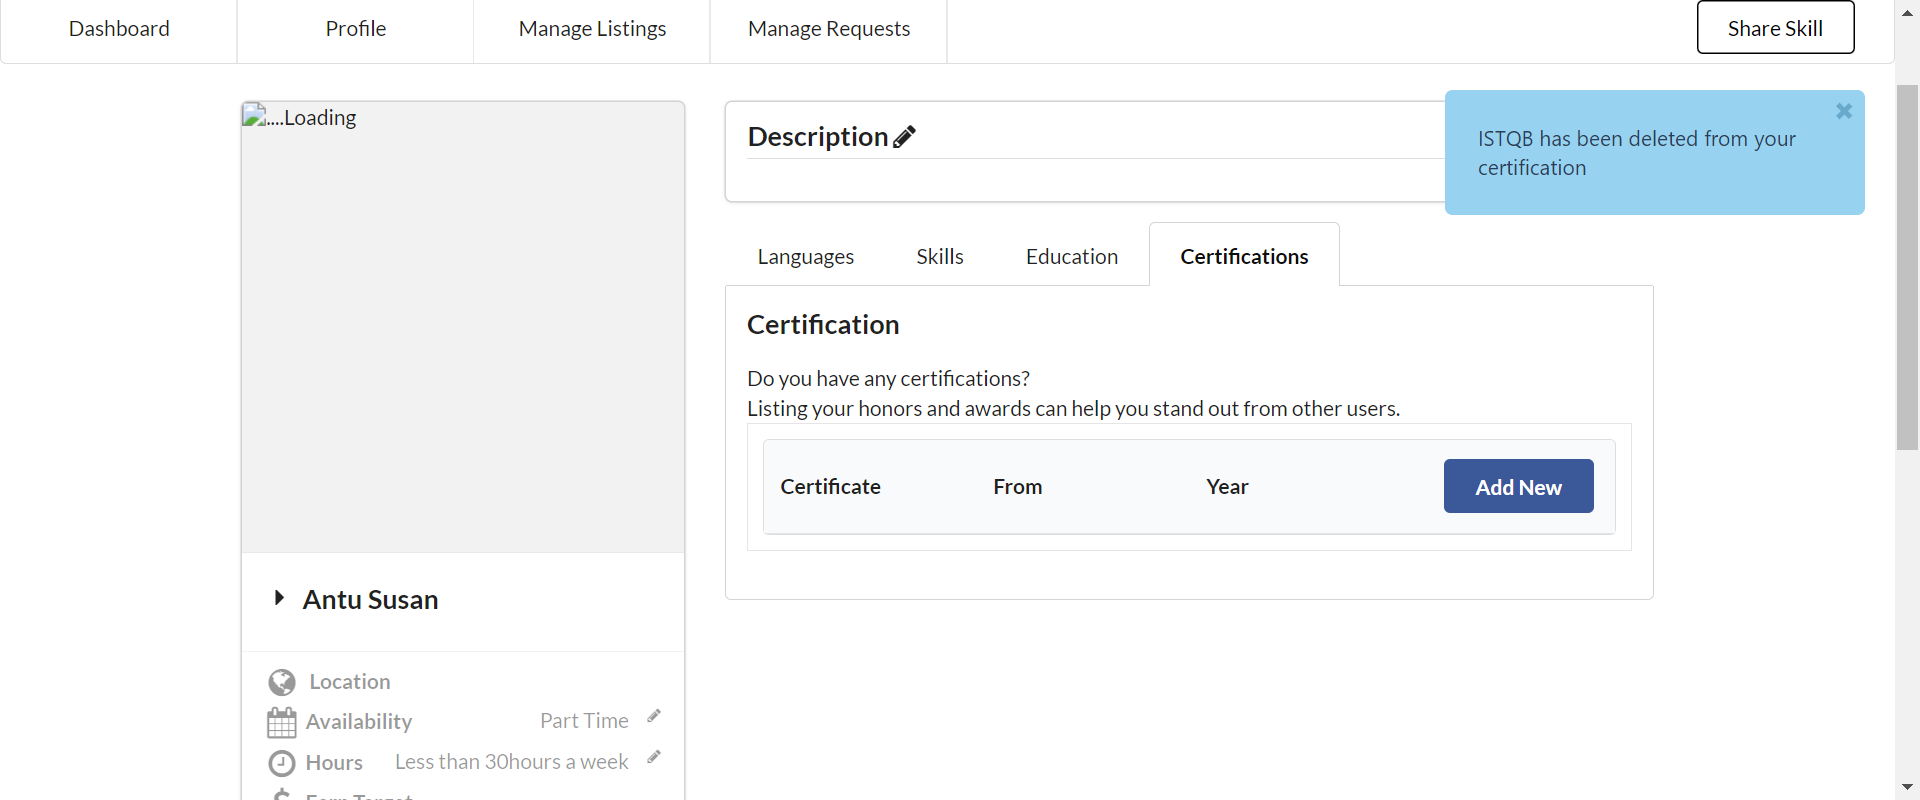 Dashboard
Profile
Manage Listings
Manage Requests
Share Skill
....Loading
Description
ISTQB has been deleted from your
certification
Languages
Skills
Education
Certifications
Certification
Do you have any certifications?
Listing your honors and awards can help you stand out from other users.
Certificate
From
Year
Add New
Antu Susan
Location
Availability
Part Time
Hours
Less than 30hours a week
Earn Target